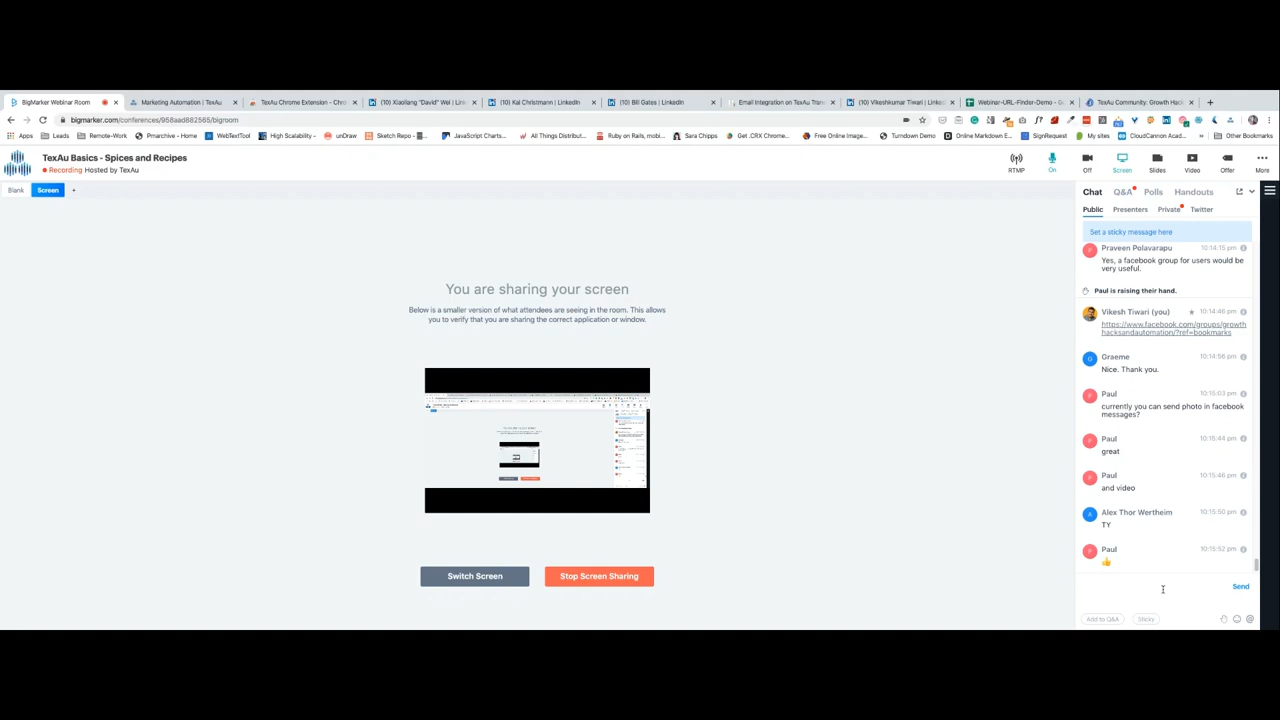 BigMarker Webinar Room
Marketing Automation | TexAu
TexAu Chrome Extension - Chro
(10) Xiaoliang "David" Wei | Link
(10) Kai Christmann | LinkedIn
(10) Bill Gates | LinkedIn
Email Integration on TexAu Tran
(10) Vikeshkumar Tiwari | Linked
Webinar-URL-Finder-Demo - G
TexAu Community: Growth Hac
bigmarker.com/conferences/958aad882565/bigroom
Apps
Leads
Remote-Work
Pmarchive - Home
WebTextTool
High Scalability -
unDraw
Sketch Repo -
JavaScript Charts...
All Things Distribut...
Ruby on Rails, mobi...
Sara Chipps
Get .CRX Chrome...
Free Online Image...
Turndown Demo
Online Markdown E...
SignRequest
My sites
CloudCannon Acad...
Other Bookmarks
TexAu Basics - Spices and Recipes
Recording Hosted by TexAu
RTMP
On
Off
Screen
Slides
Video
Offer
More
Blank
Screen
+
You are sharing your screen
Below is a smaller version of what attendees are seeing in the room. This allows
you to verify that you are sharing the correct application or window.
Switch Screen
Stop Screen Sharing
Chat
Q&A
Polls
Handouts
Public
Presenters
Private
Twitter
Set a sticky message here
P
Praveen Polavarapu
10:14:15 pm
Yes, a facebook group for users would be
very useful.
Paul is raising their hand.
Vikesh Tiwari (you)
10:14:46 pm
https://www.facebook.com/groups/growth
hacksandautomation/?ref=bookmarks
G
Graeme
10:14:56 pm
Nice. Thank you.
P
Paul
10:15:03 pm
currently you can send photo in facebook
messages?
P
Paul
10:15:44 pm
great
P
Paul
10:15:46 pm
and video
A
Alex Thor Wertheim
10:15:50 pm
TY
P
Paul
10:15:52 pm
👍
Send
Add to Q&A
Sticky